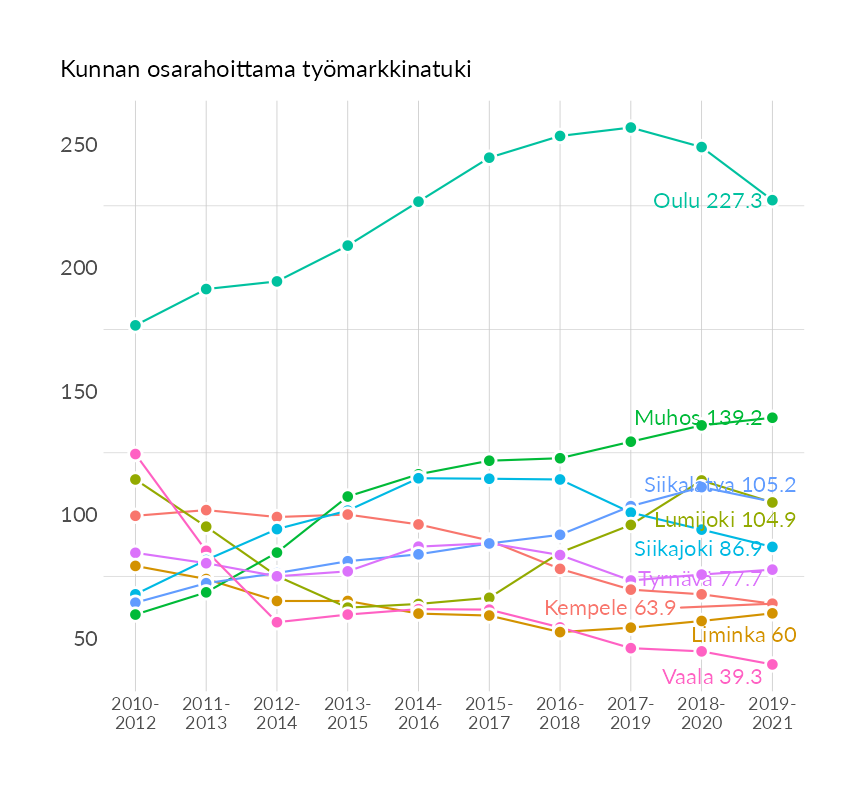 Kunnan osarahoittama työmarkkinatuki
250
200
150
100
50
Oulu 227.3
Muhos 139.2
Siikalatva 105.2
Lumijoki 104.9
Siikajoki 86.9
Tyrnävä 77.7
Kempele 63.9
Liminka 60
Vaala 39.3
2010-2012
2011-2013
2012-2014
2013-2015
2014-2016
2015-2017
2016-2018
2017-2019
2018-2020
2019-2021